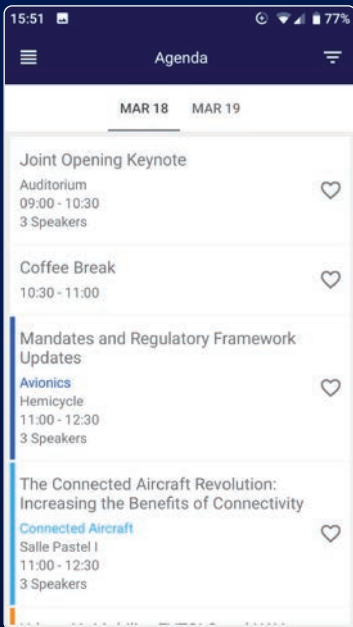 15:51
77%
Agenda
MAR 18 MAR 19
Joint Opening Keynote
Auditorium
09:00 - 10:30
3 Speakers
Coffee Break
10:30 - 11:00
Mandates and Regulatory Framework
Updates
Avionics
Hemicycle
11:00 - 12:30
3 Speakers
The Connected Aircraft Revolution:
Increasing the Benefits of Connectivity
Connected Aircraft
Salle Pastel I
11:00 - 12:30
3 Speakers